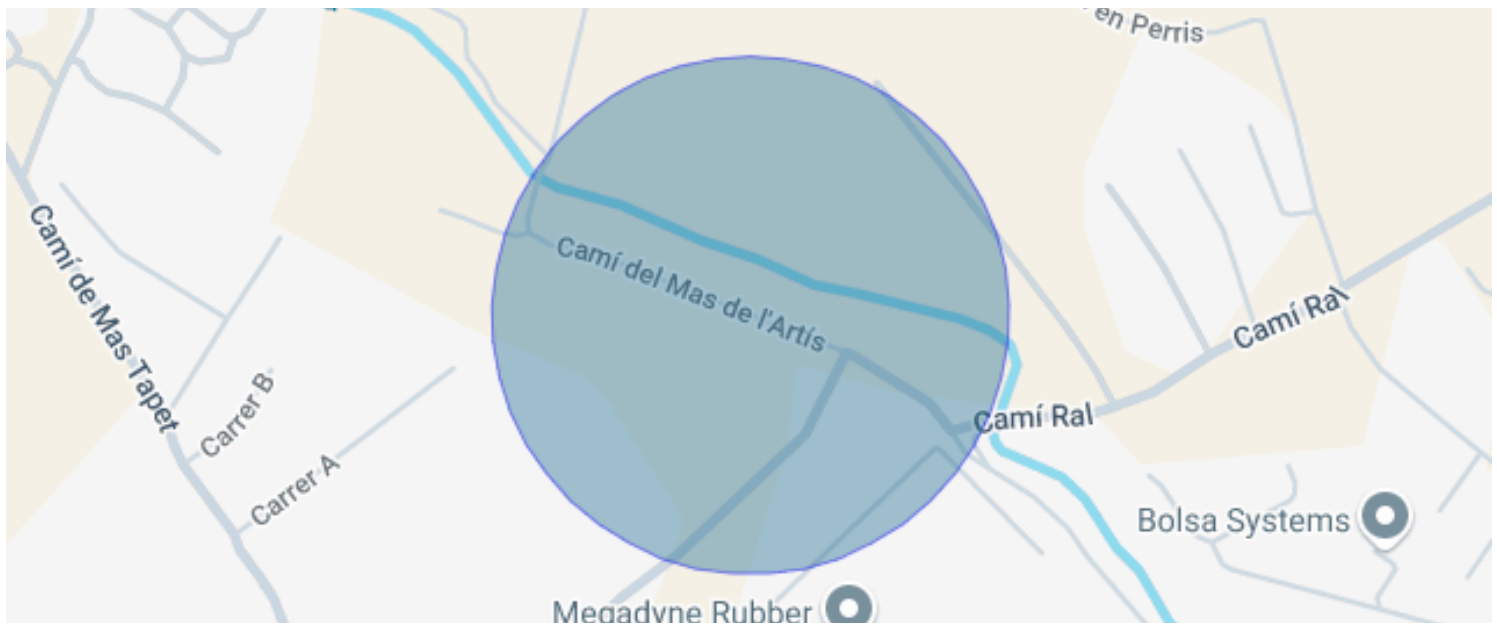 en Perris
Camí de Mas Tapet
Camí del Mas de l'Artís
Camí Ral
Camí Ral
Carrer B
Carrer A
Bolsa Systems
Megadyne Rubber